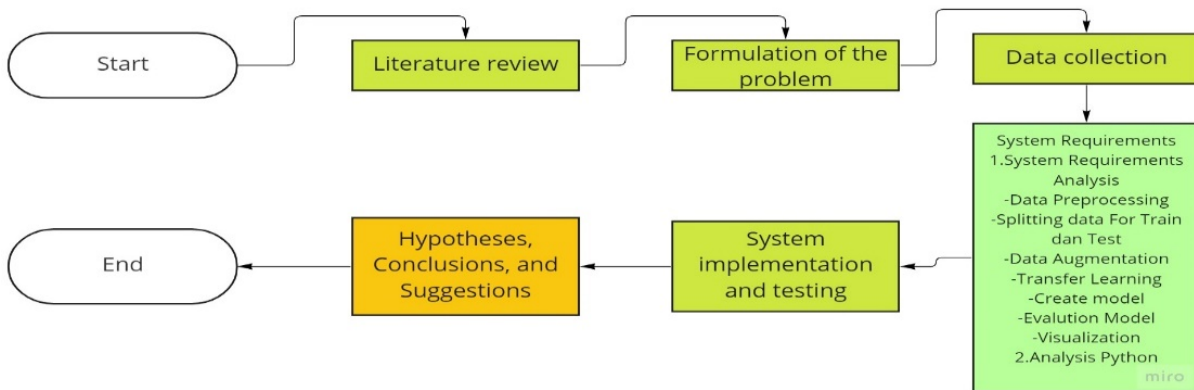 Start
Literature review
Formulation of the
problem
Data collection
System Requirements
1.System Requirements
Analysis
-Data Preprocessing
-Splitting data For Train
dan Test
-Data Augmentation
-Transfer Learning
-Create model
-Evalution Model
-Visualization
2.Analysis Python
System
implementation
and testing
Hypotheses,
Conclusions, and
Suggestions
End
miro